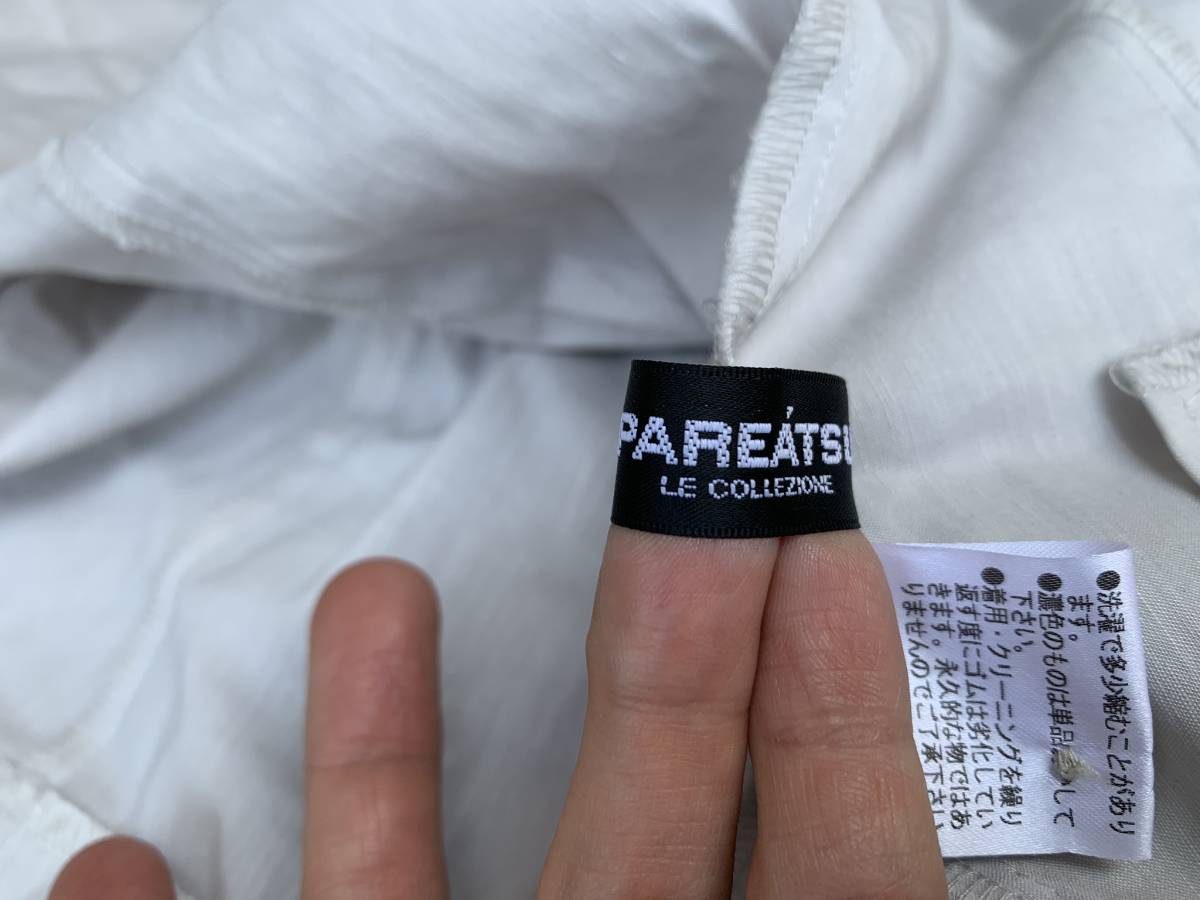 PAREÁTSU
LE COLLEZIONE
●洗濯で多少縮むことがあり
ます。
●濃色のものは単品 して
下さい。
●着用・クリーニングを繰り
返す度にゴムは劣化してい
きます。永久的な物ではあ
りませんのでご了承下さい